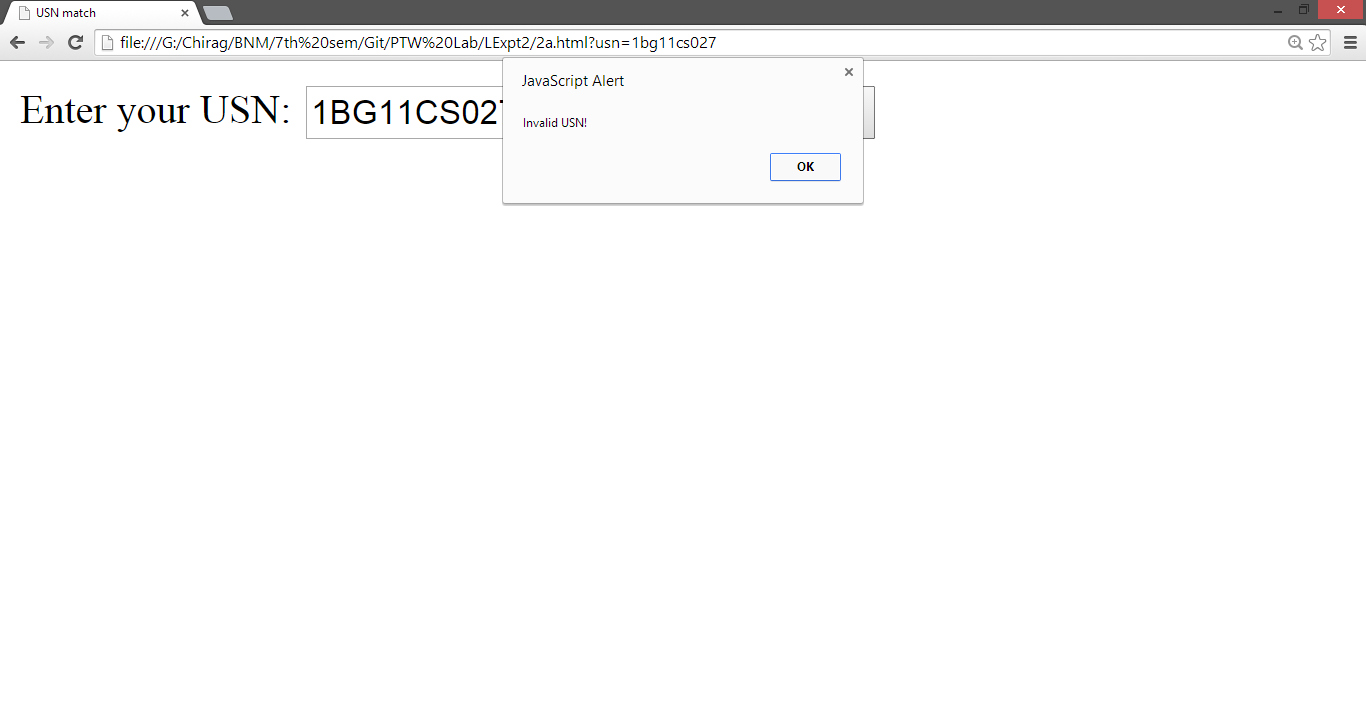 USN match
file:///G:/Chirag/BNM/7th%20sem/Git/PTW%20Lab/LExpt2/2a.html?usn=1bg11cs027
JavaScript Alert
Enter your USN: 1BG11CS027
Invalid USN!
OK